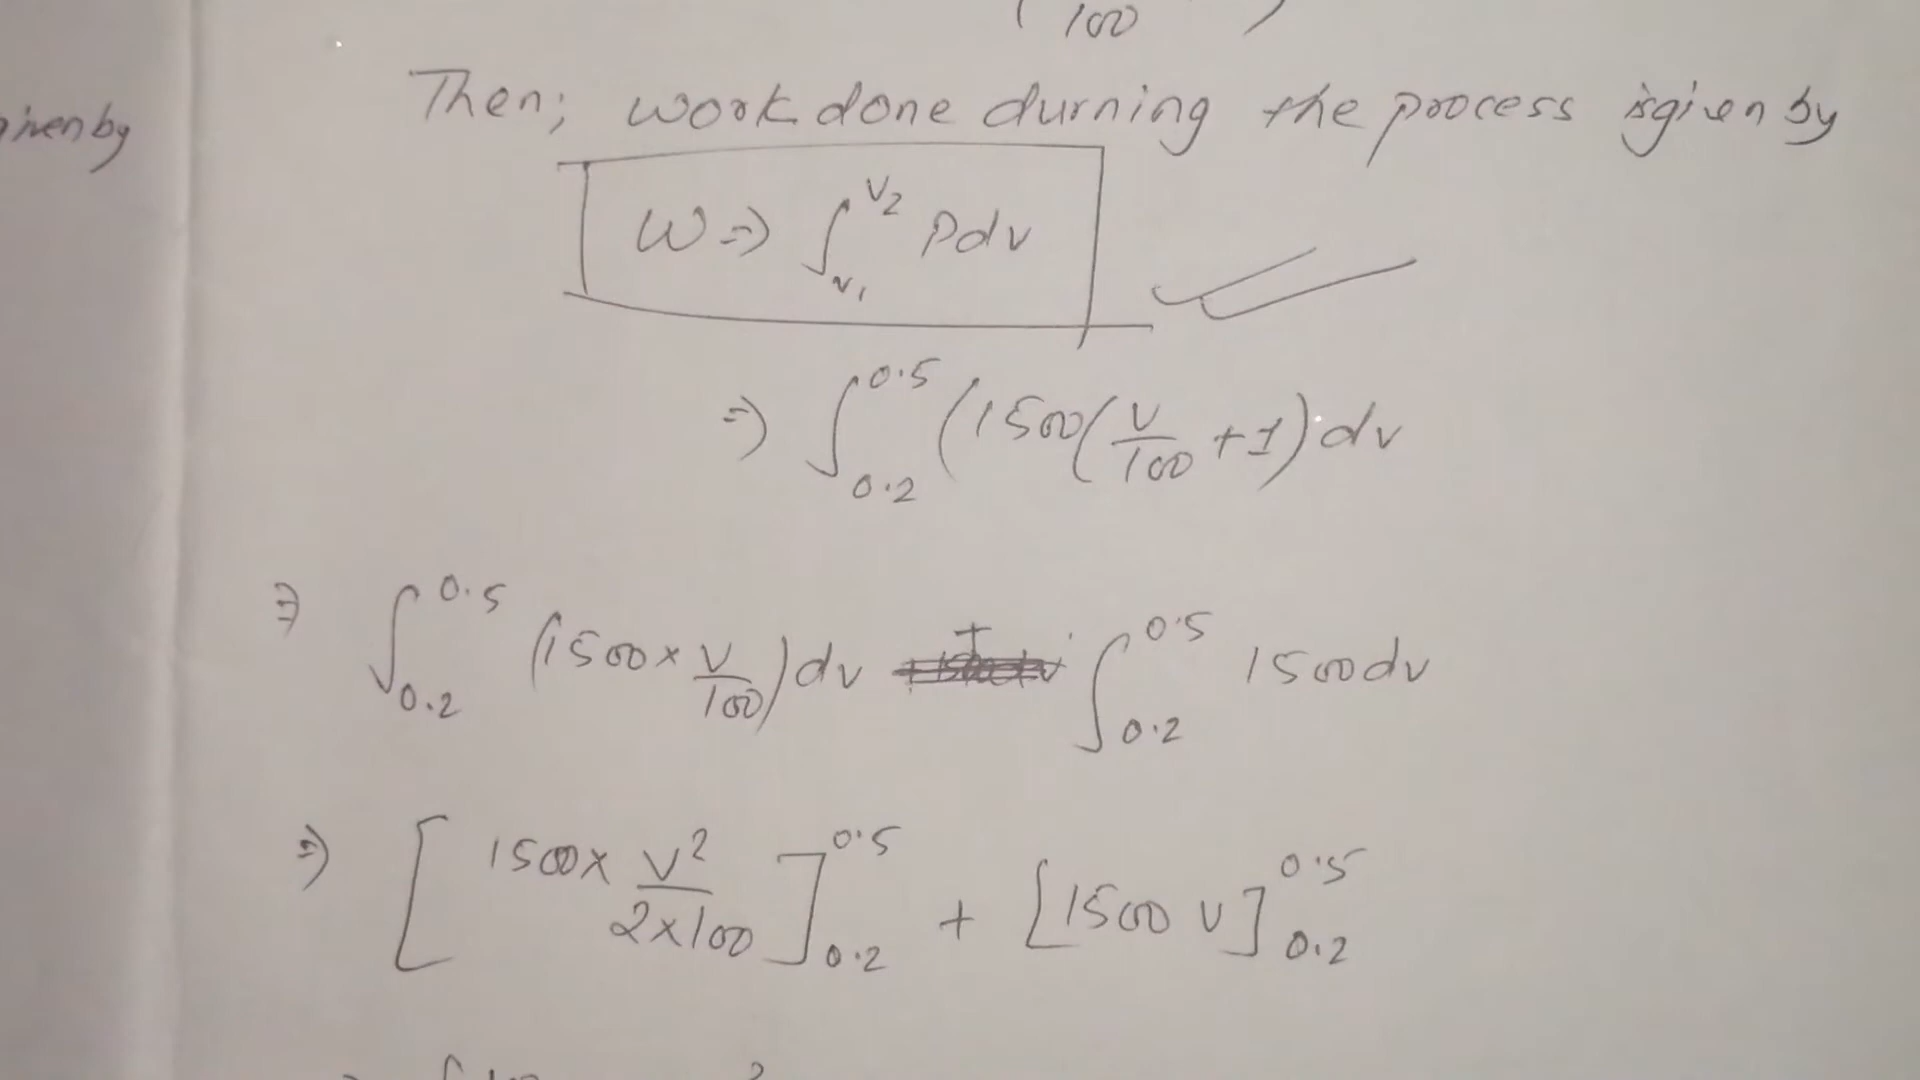 ( 100 )
given by
Then; work done durning the process is given by
W => ∫_{V1}^{V2} Pdv
=> ∫_{0.2}^{0.5} (1500(V/100 +1) dv
=> ∫_{0.2}^{0.5} (1500 × V/100) dv + ∫_{0.2}^{0.5} 1500dv
=> [1500× V²/2×100]_{0.2}^{0.5} + [1500 V]_{0.2}^{0.5}